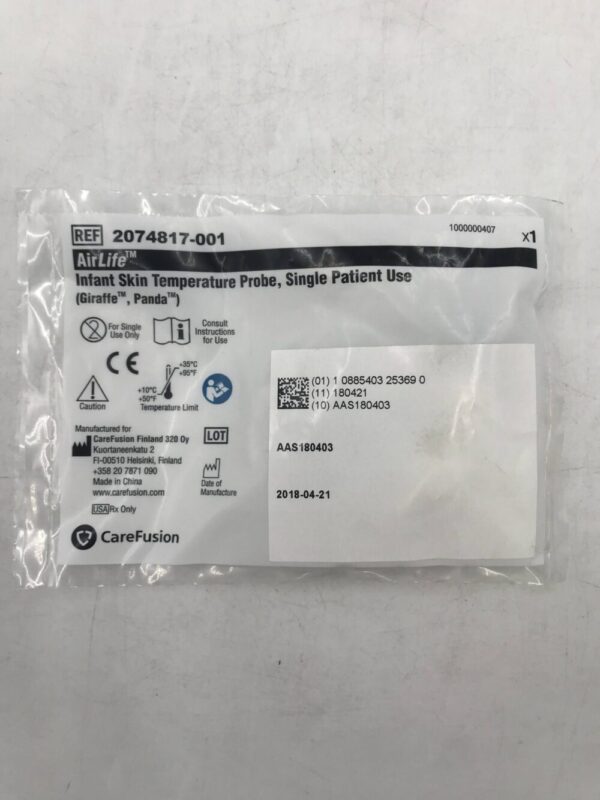 REF 2074817-001
1000000407
x1
AirLife™
Infant Skin Temperature Probe, Single Patient Use
(Giraffe™, Panda™)
For Single
Use Only
Consult
Instructions
for Use
CE
Caution
+35°C
+95°F
+10°C
+50°F
Temperature Limit
Manufactured for
CareFusion Finland 320 Oy
Kuortaneenkatu 2
FI-00510 Helsinki, Finland
+358 20 7871 090
Made in China
www.carefusion.com
USA Rx Only
LOT
Date of
Manufacture
CareFusion
(01) 1 0885403 25369 0
(11) 180421
(10) AAS180403
AAS180403
2018-04-21